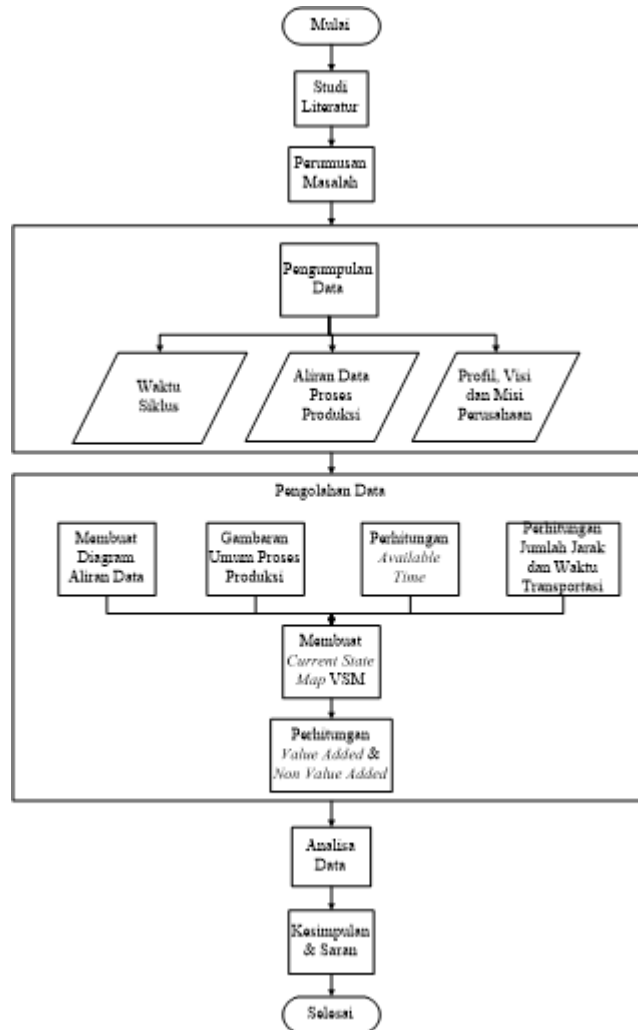 Mulai
Studi
Literatur
Perumusan
Masalah
Pengumpulan
Data
Waktu
Siklus
Aliran Data
Proses
Produksi
Profil, Visi
dan Misi
Perusahaan
Pengolahan Data
Membuat
Diagram
Aliran Data
Gambaran
Umum Proses
Produksi
Perhitungan
Available
Time
Perhitungan
Jumlah Jarak
dan Waktu
Transportasi
Membuat
Current State
Map VSM
Perhitungan
Value Added &
Non Value Added
Analisa
Data
Kesimpulan
& Saran
Selesai